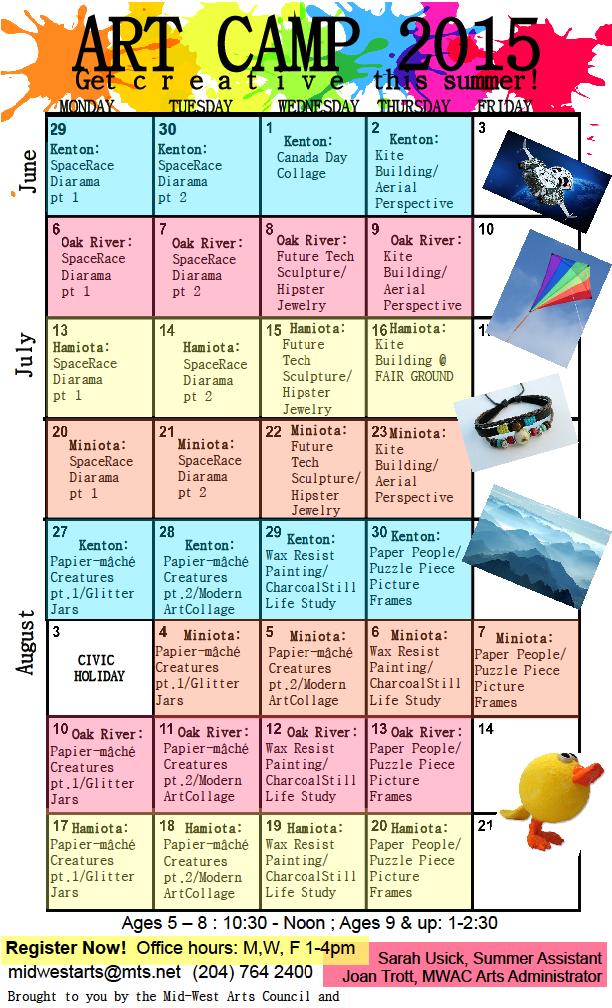 ART CAMP 2015
Get creative this summer!
MONDAY TUESDAY WEDNESDAY THURSDAY FRIDAY
June
29
Kenton:
SpaceRace
Diarama
pt 1
30
Kenton:
SpaceRace
Diarama
pt 2
1
Kenton:
Canada Day
Collage
2
Kenton:
Kite
Building/
Aerial
Perspective
3
July
6
Oak River:
SpaceRace
Diarama
pt 1
7
Oak River:
SpaceRace
Diarama
pt 2
8
Oak River:
Future Tech
Sculpture/
Hipster
Jewelry
9
Oak River:
Kite
Building/
Aerial
Perspective
10
13
Hamiota:
SpaceRace
Diarama
pt 1
14
Hamiota:
SpaceRace
Diarama
pt 2
15 Hamiota:
Future
Tech
Sculpture/
Hipster
Jewelry
16 Hamiota:
Kite
Building @
FAIR GROUND
20
Miniota:
SpaceRace
Diarama
pt 1
21
Miniota:
SpaceRace
Diarama
pt 2
22 Miniota:
Future
Tech
Sculpture/
Hipster
Jewelry
23 Miniota:
Kite
Building/
Aerial
Perspective
27
Kenton:
Papier-mâché
Creatures
pt.1/Glitter
Jars
28
Kenton:
Papier-mâché
Creatures
pt.2/Modern
ArtCollage
29
Kenton:
Wax Resist
Painting/
CharcoalStill
Life Study
30 Kenton:
Paper People/
Puzzle Piece
Picture
Frames
August
3
CIVIC
HOLIDAY
4 Miniota:
Papier-mâché
Creatures
pt.1/Glitter
Jars
5 Miniota:
Papier-mâché
Creatures
pt.2/Modern
ArtCollage
6 Miniota:
Wax Resist
Painting/
CharcoalStill
Life Study
7 Miniota:
Paper People/
Puzzle Piece
Picture
Frames
10 Oak River:
Papier-mâché
Creatures
pt.1/Glitter
Jars
11 Oak River:
Papier-mâché
Creatures
pt.2/Modern
ArtCollage
12 Oak River:
Wax Resist
Painting/
CharcoalStill
Life Study
13 Oak River:
Paper People/
Puzzle Piece
Picture
Frames
14
17 Hamiota:
Papier-mâché
Creatures
pt.1/Glitter
Jars
18 Hamiota:
Papier-mâché
Creatures
pt.2/Modern
ArtCollage
19 Hamiota:
Wax Resist
Painting/
CharcoalStill
Life Study
20 Hamiota:
Paper People/
Puzzle Piece
Picture
Frames
21
Ages 5 – 8 : 10:30 - Noon ; Ages 9 & up: 1-2:30
Register Now! Office hours: M,W, F 1-4pm
midwestarts@mts.net (204) 764 2400
Sarah Usick, Summer Assistant
Joan Trott, MWAC Arts Administrator
Brought to you by the Mid-West Arts Council and